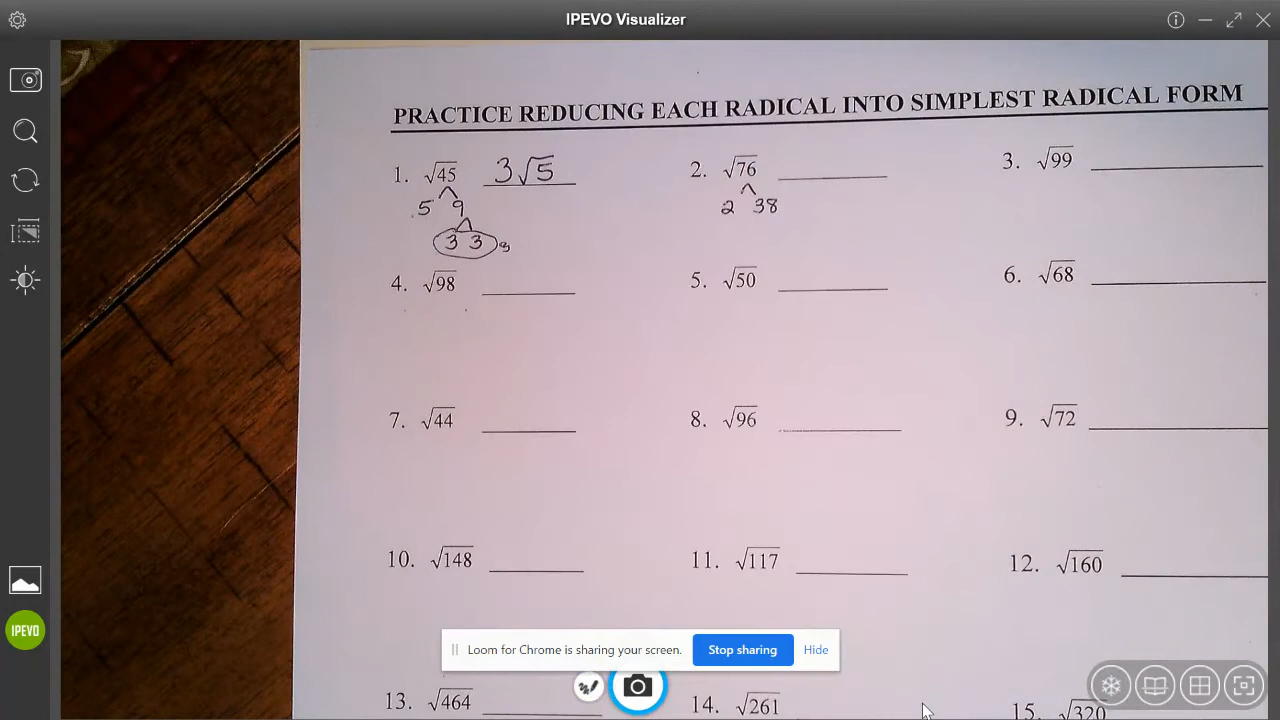 IPEVO Visualizer
PRACTICE REDUCING EACH RADICAL INTO SIMPLEST RADICAL FORM
1. √45 3√5
5 9
3 3 3
2. √76
2 38
3. √99
4. √98
5. √50
6. √68
7. √44
8. √96
9. √72
10. √148
11. √117
12. √160
Loom for Chrome is sharing your screen. Stop sharing Hide
13. √464
14. √261
15. √320
IPEVO